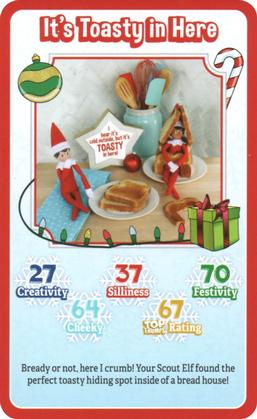 It's Toasty in Here
I
hear it's
cold outside, but it's
TOASTY
in here!
27
Creativity
37
Silliness
70
Festivity
64
Cheeky
67
TOP TRUMPS Rating
Bready or not, here I crumb! Your Scout Elf found the
perfect toasty hiding spot inside of a bread house!